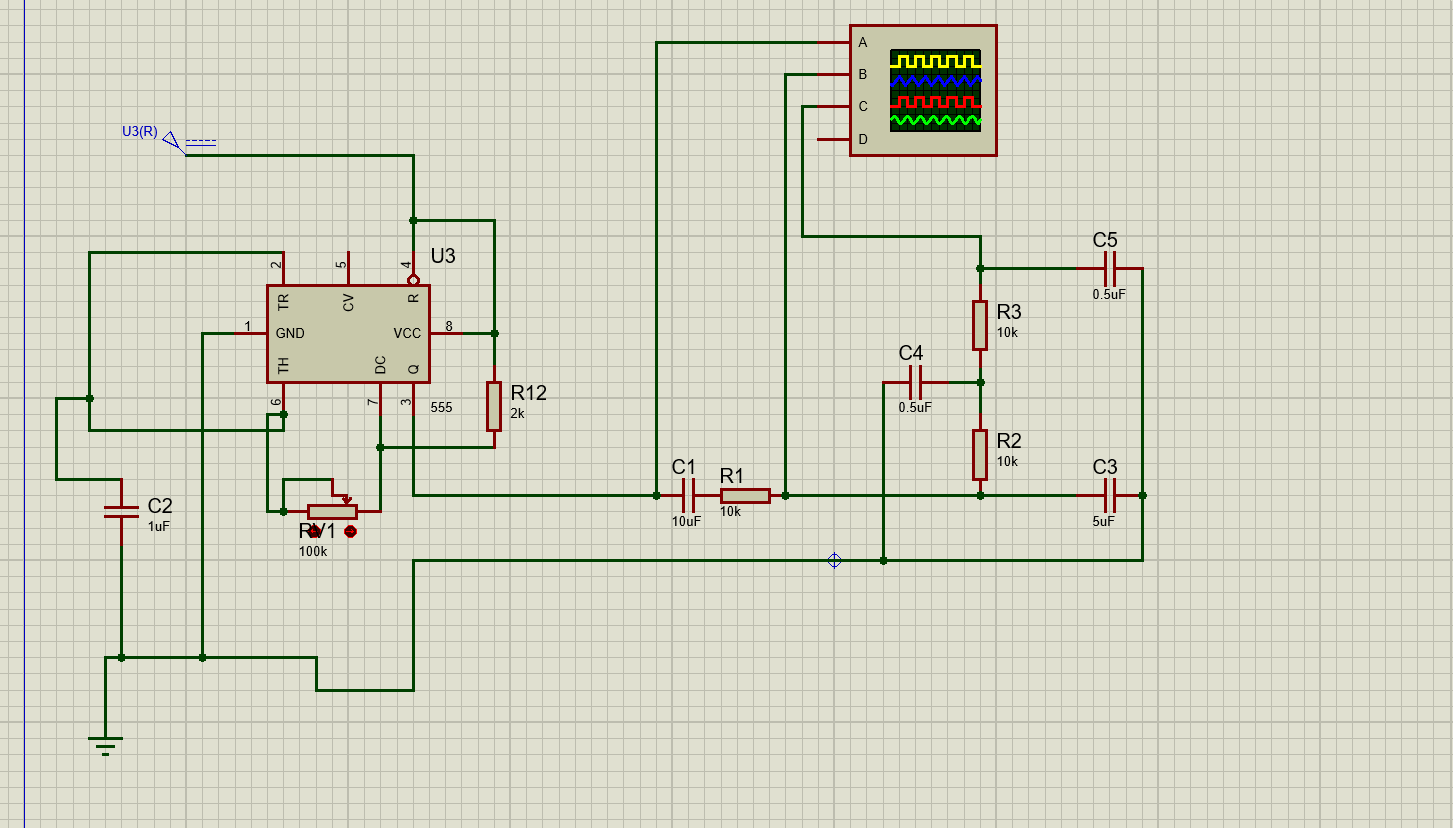 A
B
C
D
U3(R)
U3
2
5
4
TR
CV
R
1
GND
VCC
8
TH
DC
Q
6
7
3
555
R12
2k
C2
1uF
RV1
100k
C1
10uF
R1
10k
C5
0.5uF
R3
10k
C4
0.5uF
R2
10k
C3
5uF